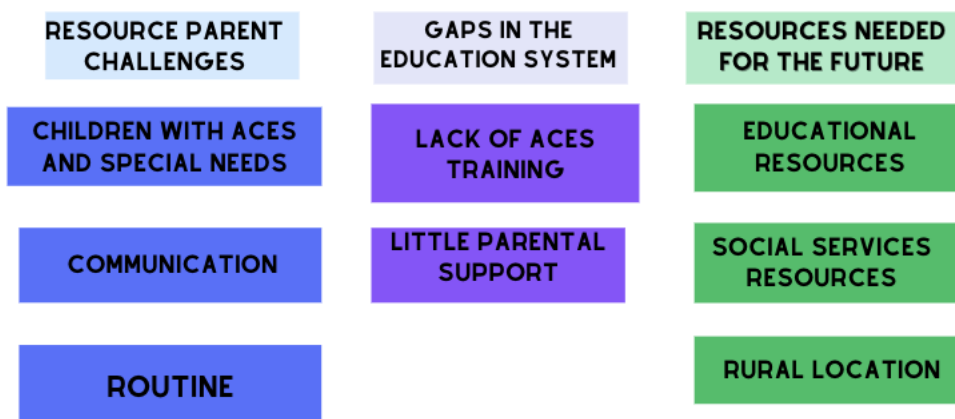 RESOURCE PARENT
CHALLENGES
CHILDREN WITH ACES
AND SPECIAL NEEDS
COMMUNICATION
ROUTINE
GAPS IN THE
EDUCATION SYSTEM
LACK OF ACES
TRAINING
LITTLE PARENTAL
SUPPORT
RESOURCES NEEDED
FOR THE FUTURE
EDUCATIONAL
RESOURCES
SOCIAL SERVICES
RESOURCES
RURAL LOCATION